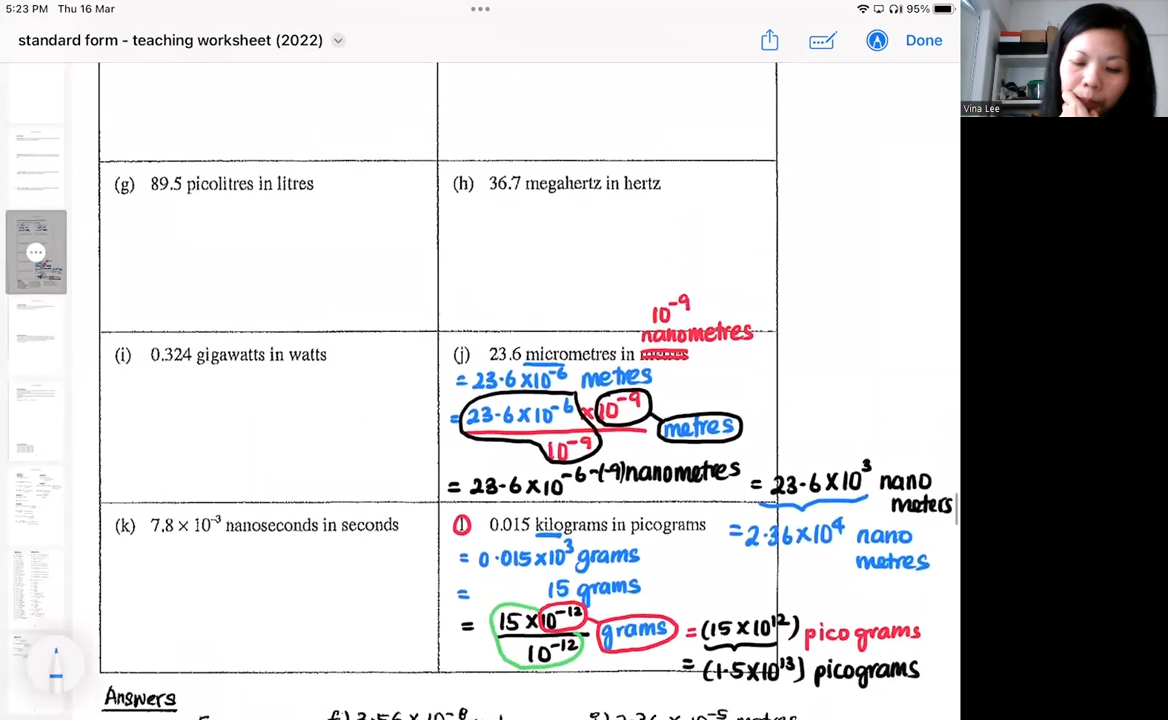 5:23 PM Thu 16 Mar
95%
standard form - teaching worksheet (2022)
Done
Vina Lee
(g) 89.5 picolitres in litres
(h) 36.7 megahertz in hertz
10⁻⁹
nanometres
(i) 0.324 gigawatts in watts
(j) 23.6 micrometres in metres
= 23.6 × 10⁻⁶ metres
= 23.6 × 10⁻⁶ × 10⁻⁹ metres
10⁻⁹
= 23.6 × 10⁻⁶⁻⁽⁻⁹⁾ nanometres
= 23.6 × 10³ nano
meters
= 2.36 × 10⁴ nano
metres
(k) 7.8 × 10⁻³ nanoseconds in seconds
(l) 0.015 kilograms in picograms
= 0.015 × 10³ grams
= 15 grams
= 15 × 10⁻¹² grams
10⁻¹²
= (15 × 10¹²) picograms
= (1.5 × 10¹³) picograms
Answers